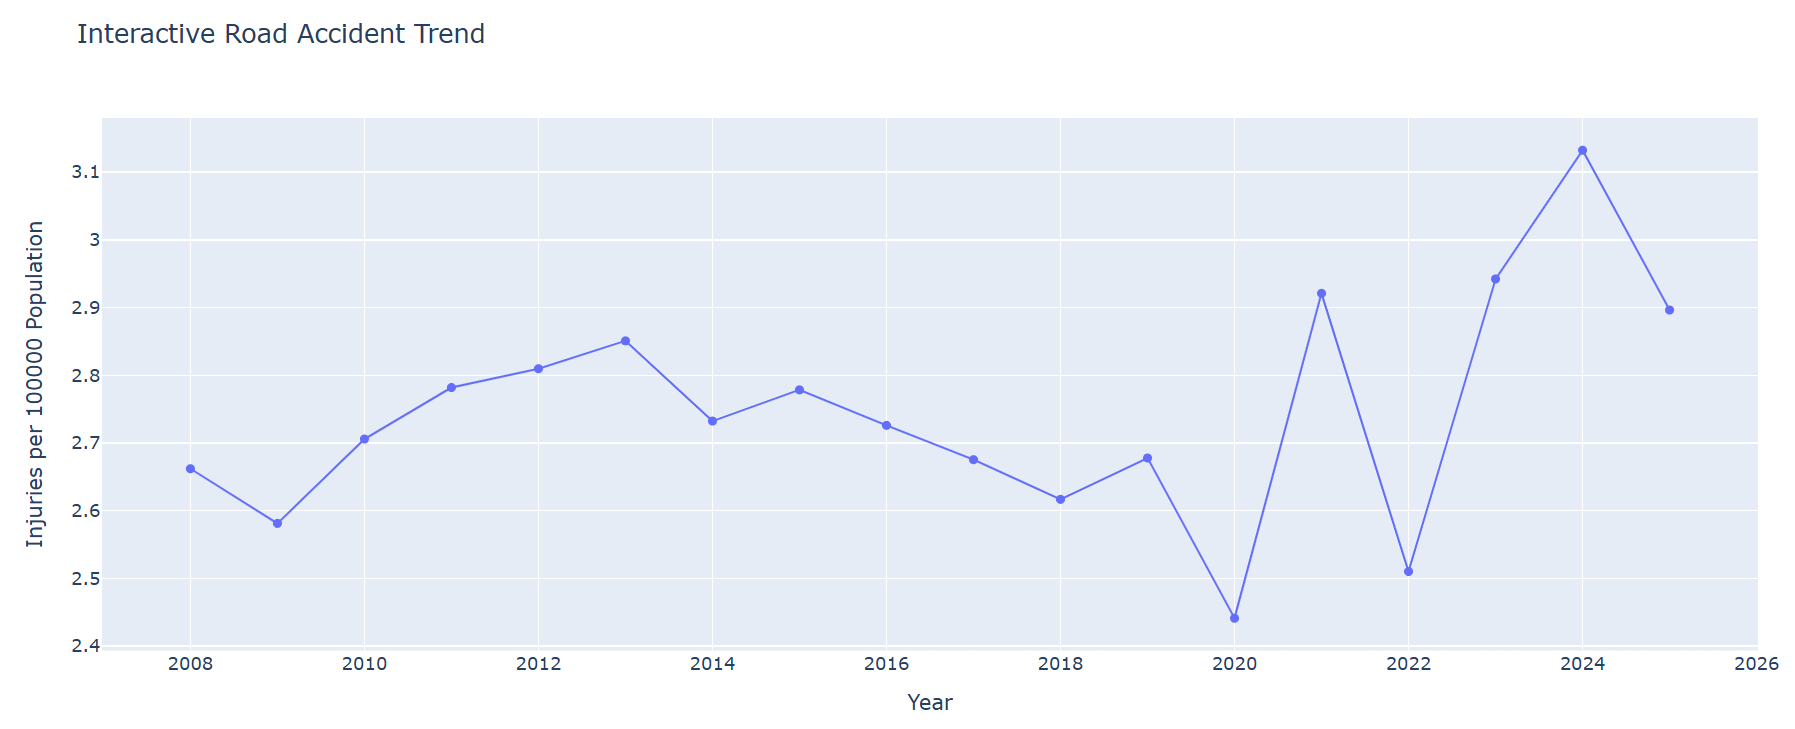 Interactive Road Accident Trend
Injuries per 100000 Population
3.1
3
2.9
2.8
2.7
2.6
2.5
2.4
2008 2010 2012 2014 2016 2018 2020 2022 2024 2026
Year